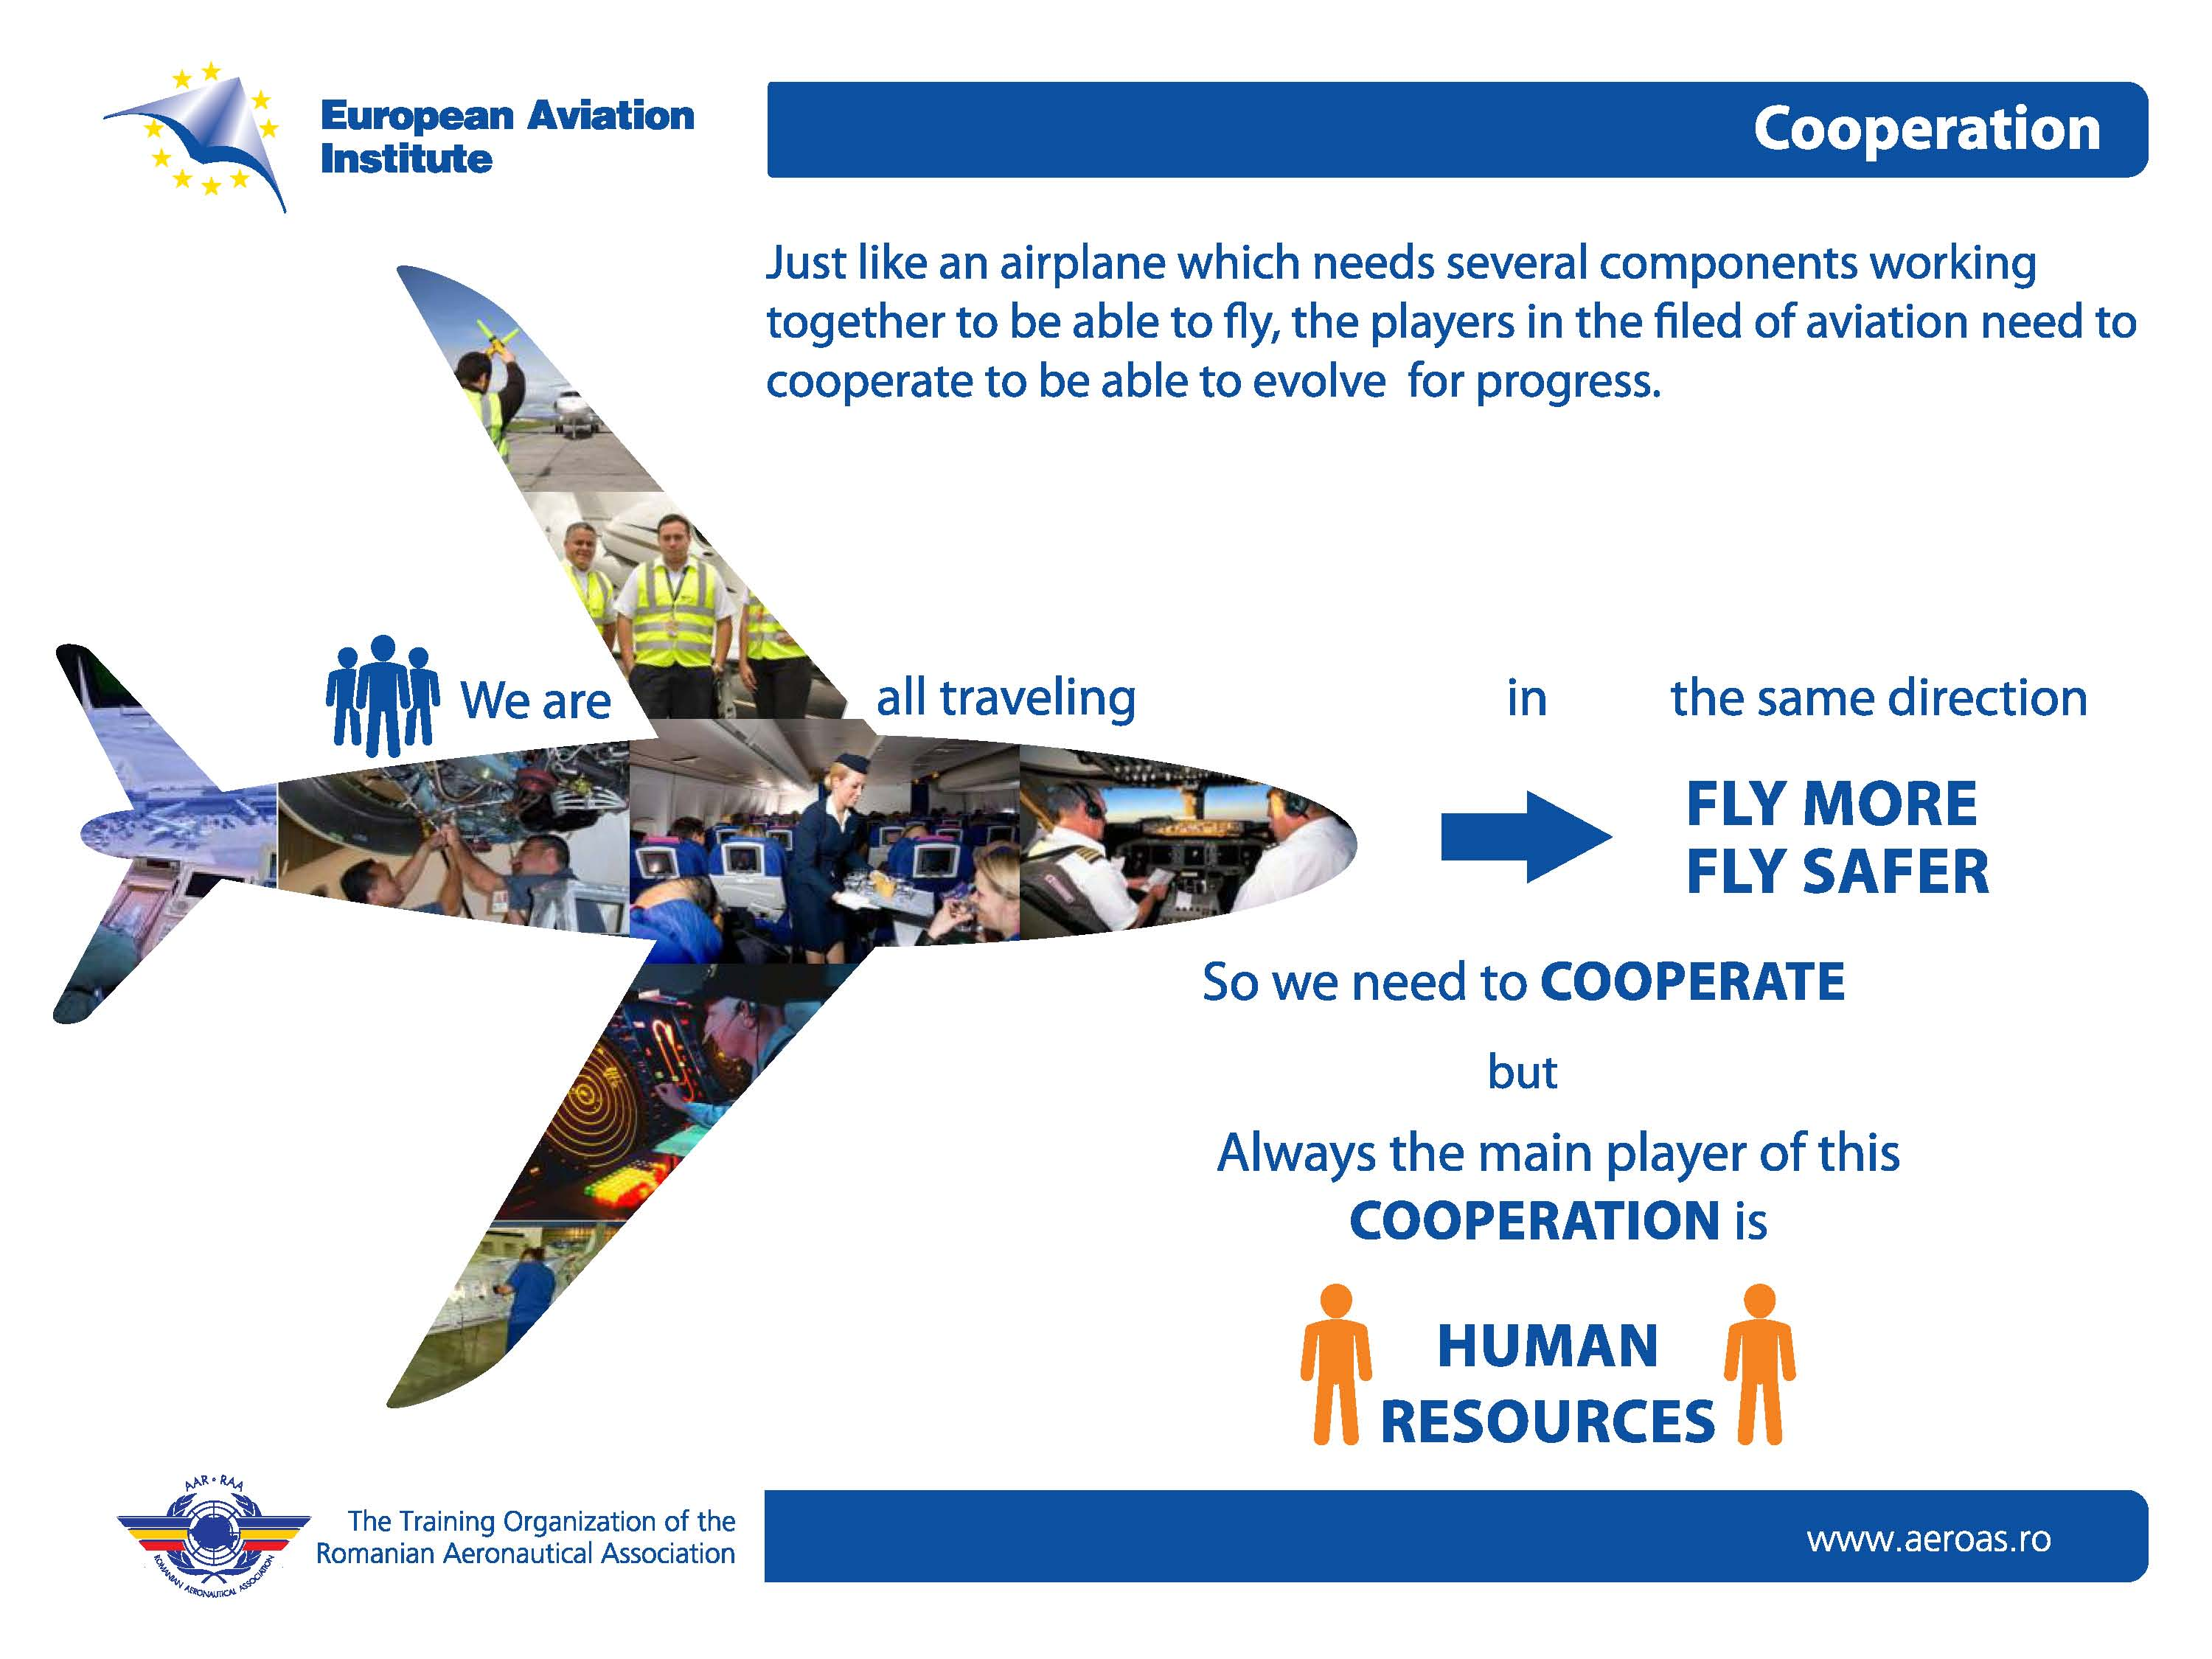 European Aviation
Institute
Cooperation
Just like an airplane which needs several components working
together to be able to fly, the players in the filed of aviation need to
cooperate to be able to evolve  for progress.
We are all traveling in the same direction
FLY MORE
FLY SAFER
So we need to COOPERATE
but
Always the main player of this
COOPERATION is
HUMAN
RESOURCES
AAR • RAA
ROMANIAN AERONAUTICAL ASSOCIATION
The Training Organization of the
Romanian Aeronautical Association
www.aeroas.ro